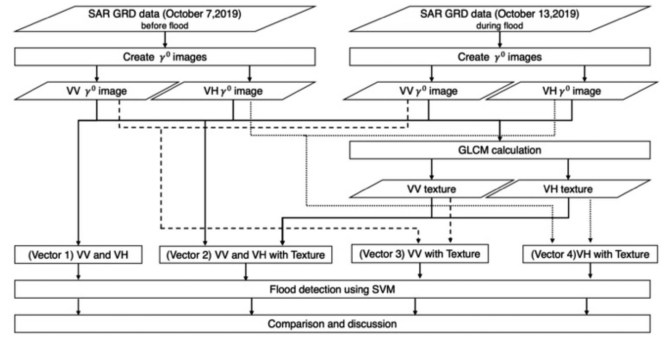 SAR GRD data (October 7,2019)
before flood
SAR GRD data (October 13,2019)
during flood
Create γ⁰ images
Create γ⁰ images
VV γ⁰ image
VH γ⁰ image
VV γ⁰ image
VH γ⁰ image
GLCM calculation
VV texture
VH texture
(Vector 1) VV and VH
(Vector 2) VV and VH with Texture
(Vector 3) VV with Texture
(Vector 4)VH with Texture
Flood detection using SVM
Comparison and discussion